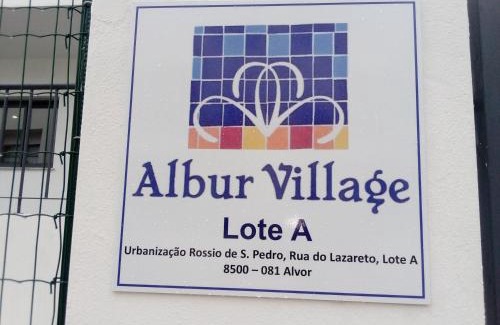 Albur Village
Lote A
Urbanização Rossio de S. Pedro, Rua do Lazareto, Lote A
8500 – 081 Alvor